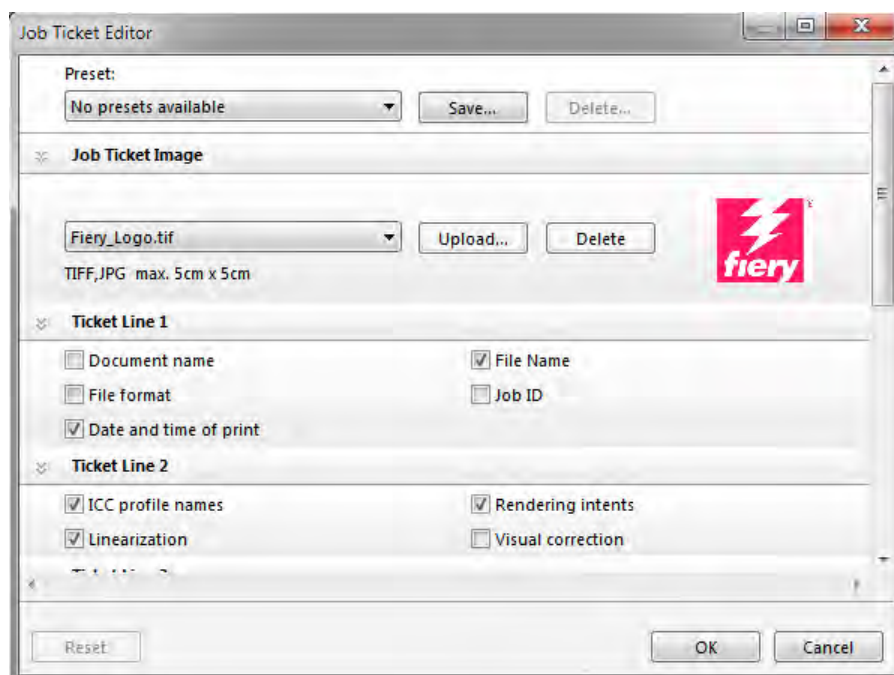 Job Ticket Editor
Preset:
No presets available Save... Delete...
Job Ticket Image
Fiery_Logo.tif Upload... Delete
fiery
TIFF,JPG max. 5cm x 5cm
Ticket Line 1
Document name File Name
File format Job ID
Date and time of print
Ticket Line 2
ICC profile names Rendering intents
Linearization Visual correction
Reset OK Cancel